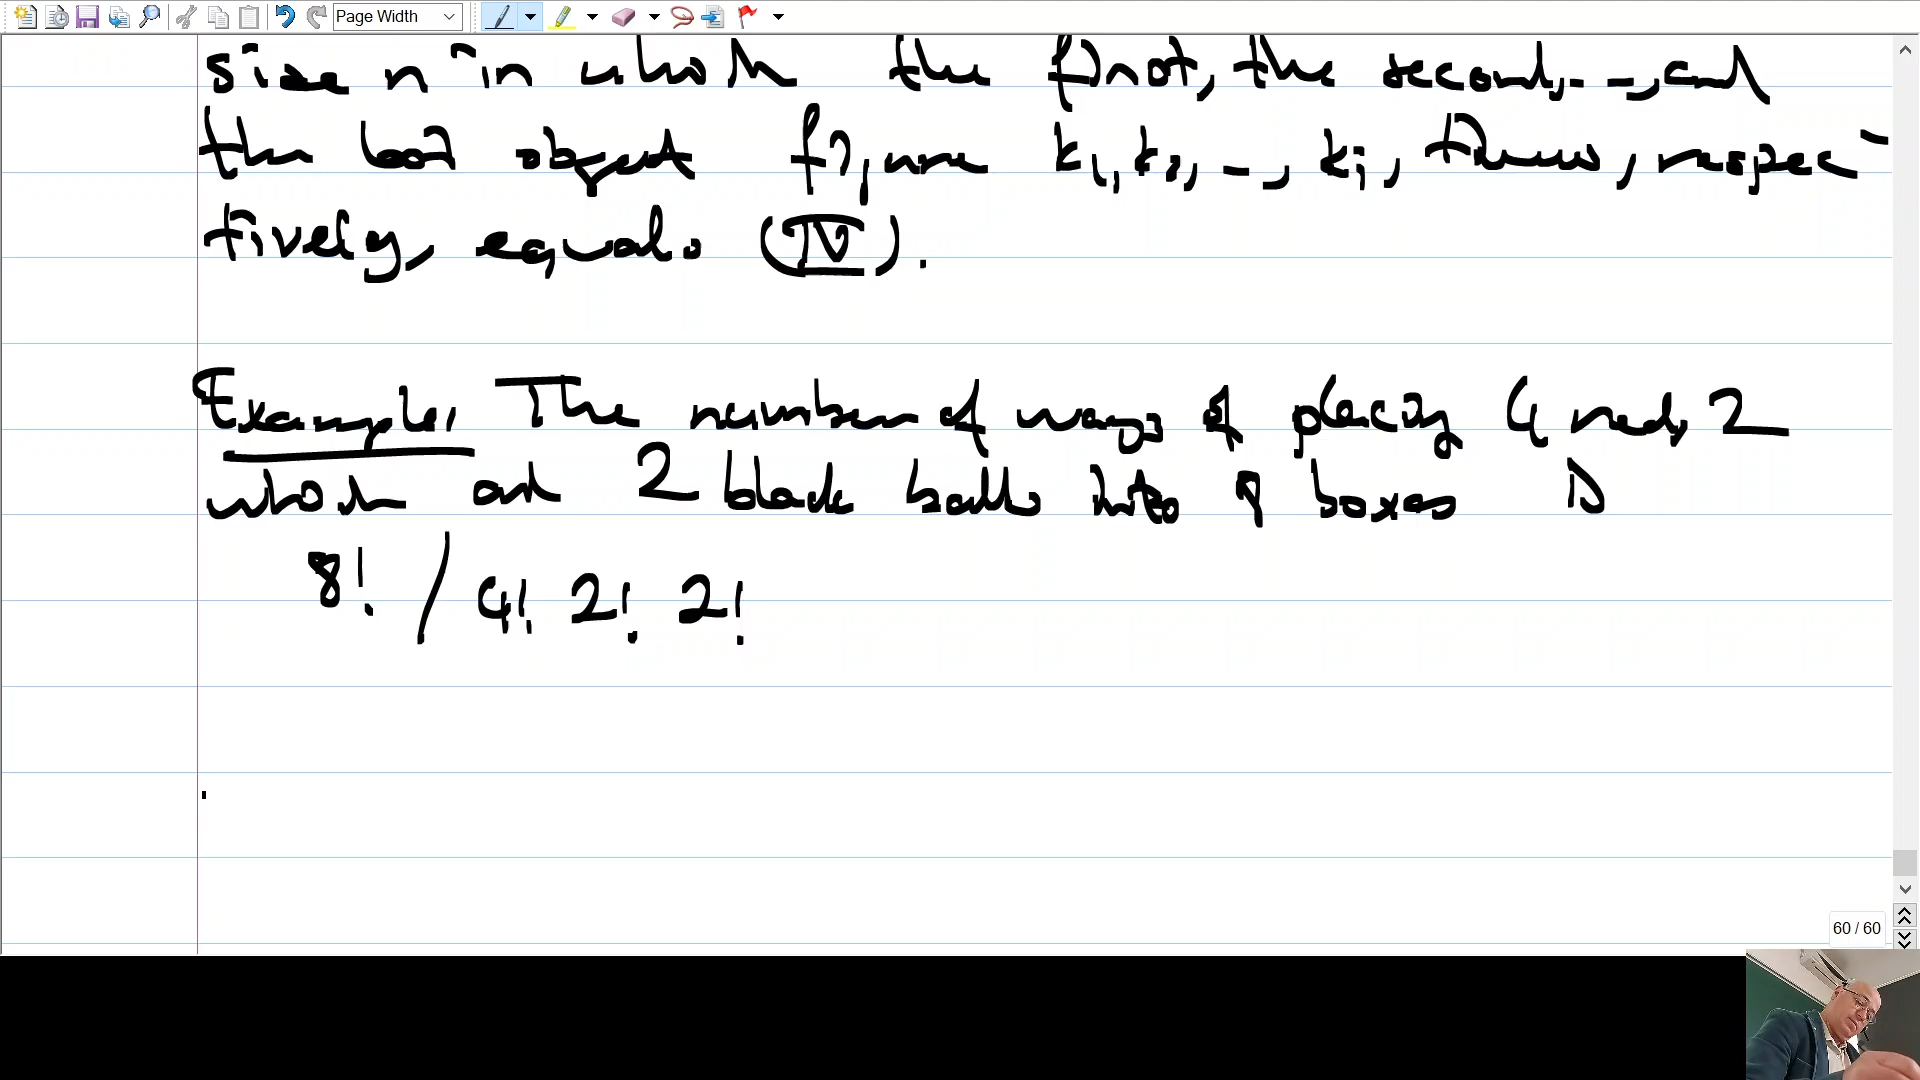 Page Width
size n in which the first, the second, - -, and
the last object figure k1, k2, - -, ki, times, respec-
tively, equals (IV).
Example: The number of ways of placing 4 red, 2
white and 2 black balls into 8 boxes is
8! / 4! 2! 2!
60 / 60